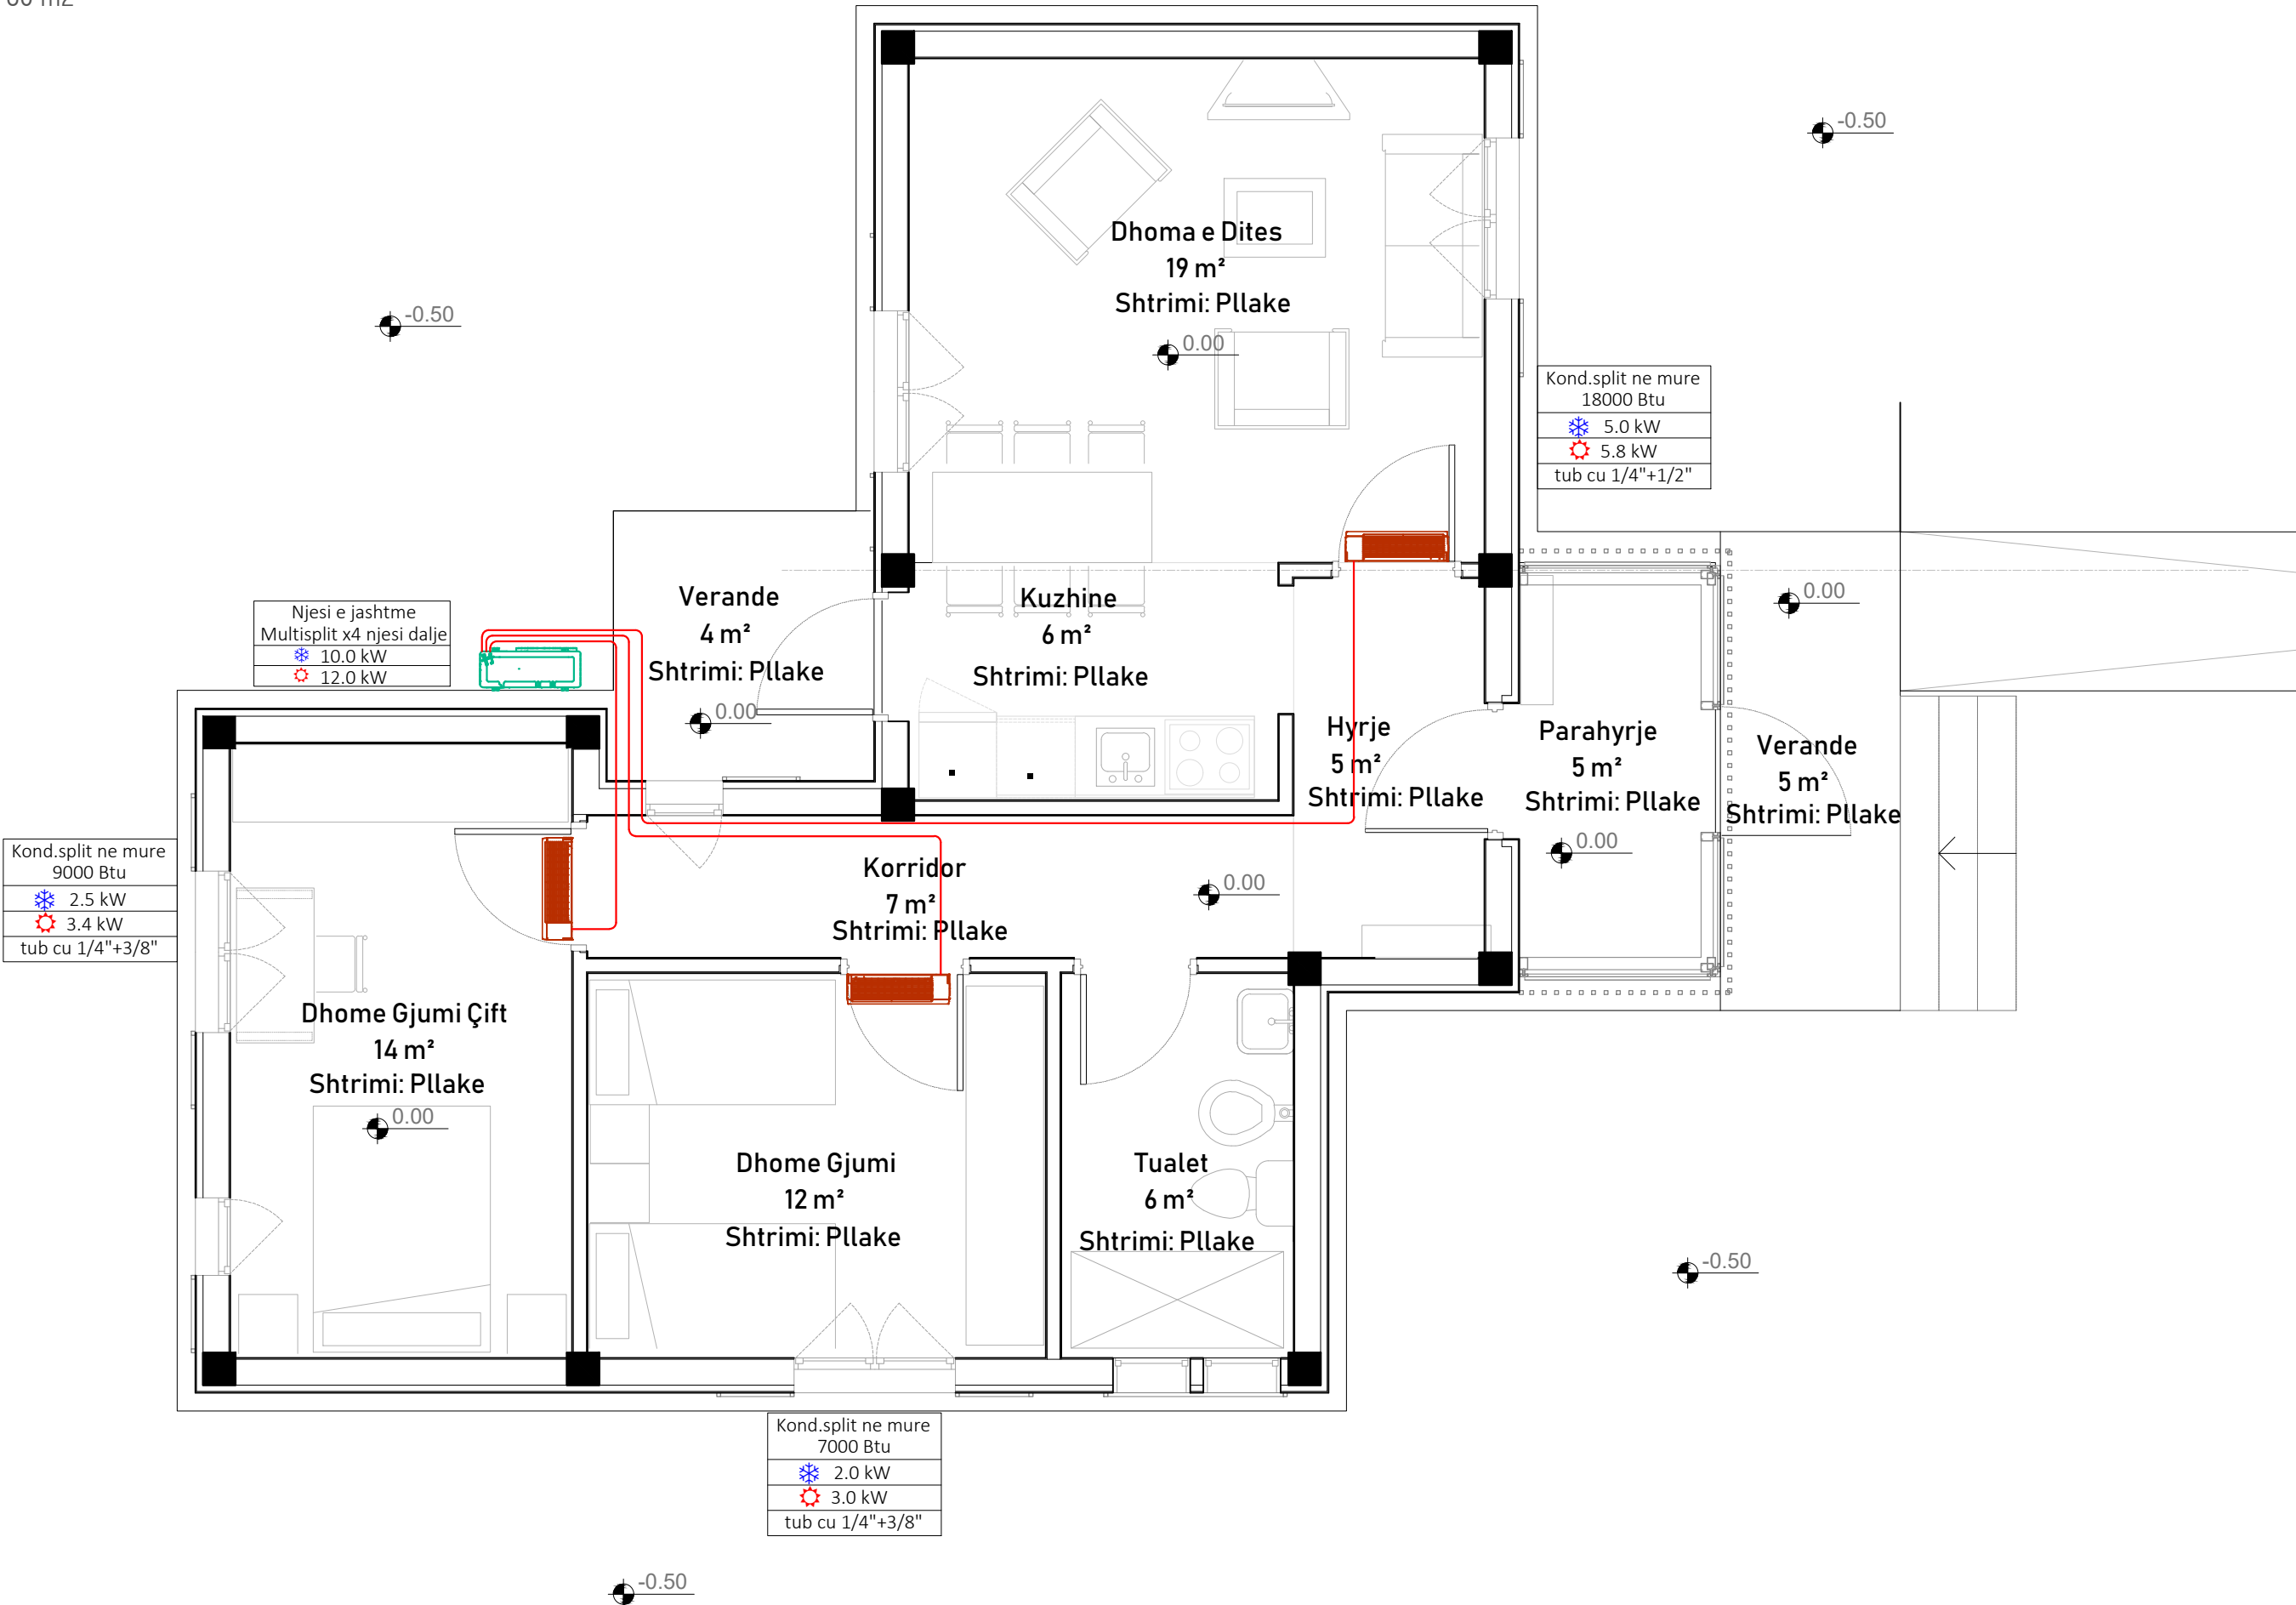 -0.50
Dhoma e Dites
19 m²
Shtrimi: Pllake
0.00
-0.50
Kond.split ne mure
18000 Btu
5.0 kW
5.8 kW
tub cu 1/4"+1/2"
Njesi e jashtme
Multisplit x4 njesi dalje
10.0 kW
12.0 kW
Verande
4 m²
Shtrimi: Pllake
0.00
Kuzhine
6 m²
Shtrimi: Pllake
Hyrje
5 m²
Shtrimi: Pllake
Parahyrje
5 m²
Shtrimi: Pllake
0.00
0.00
Verande
5 m²
Shtrimi: Pllake
Kond.split ne mure
9000 Btu
2.5 kW
3.4 kW
tub cu 1/4"+3/8"
Korridor
7 m²
Shtrimi: Pllake
0.00
Dhome Gjumi Çift
14 m²
Shtrimi: Pllake
0.00
Dhome Gjumi
12 m²
Shtrimi: Pllake
Tualet
6 m²
Shtrimi: Pllake
-0.50
Kond.split ne mure
7000 Btu
2.0 kW
3.0 kW
tub cu 1/4"+3/8"
-0.50